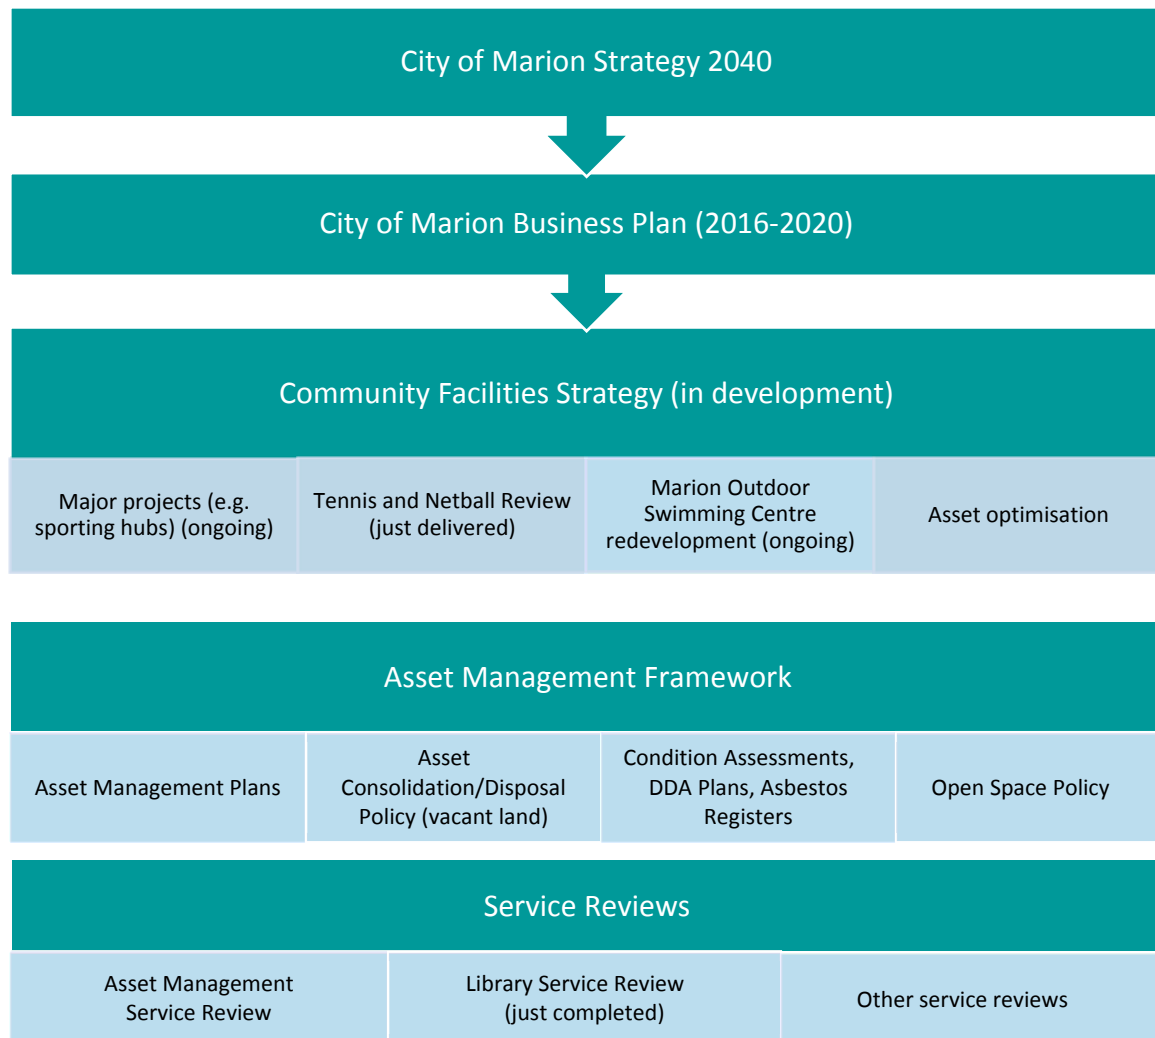 City of Marion Strategy 2040
City of Marion Business Plan (2016-2020)
Community Facilities Strategy (in development)
Major projects (e.g.
sporting hubs) (ongoing)
Tennis and Netball Review
(just delivered)
Marion Outdoor
Swimming Centre
redevelopment (ongoing)
Asset optimisation
Asset Management Framework
Asset Management Plans
Asset
Consolidation/Disposal
Policy (vacant land)
Condition Assessments,
DDA Plans, Asbestos
Registers
Open Space Policy
Service Reviews
Asset Management
Service Review
Library Service Review
(just completed)
Other service reviews